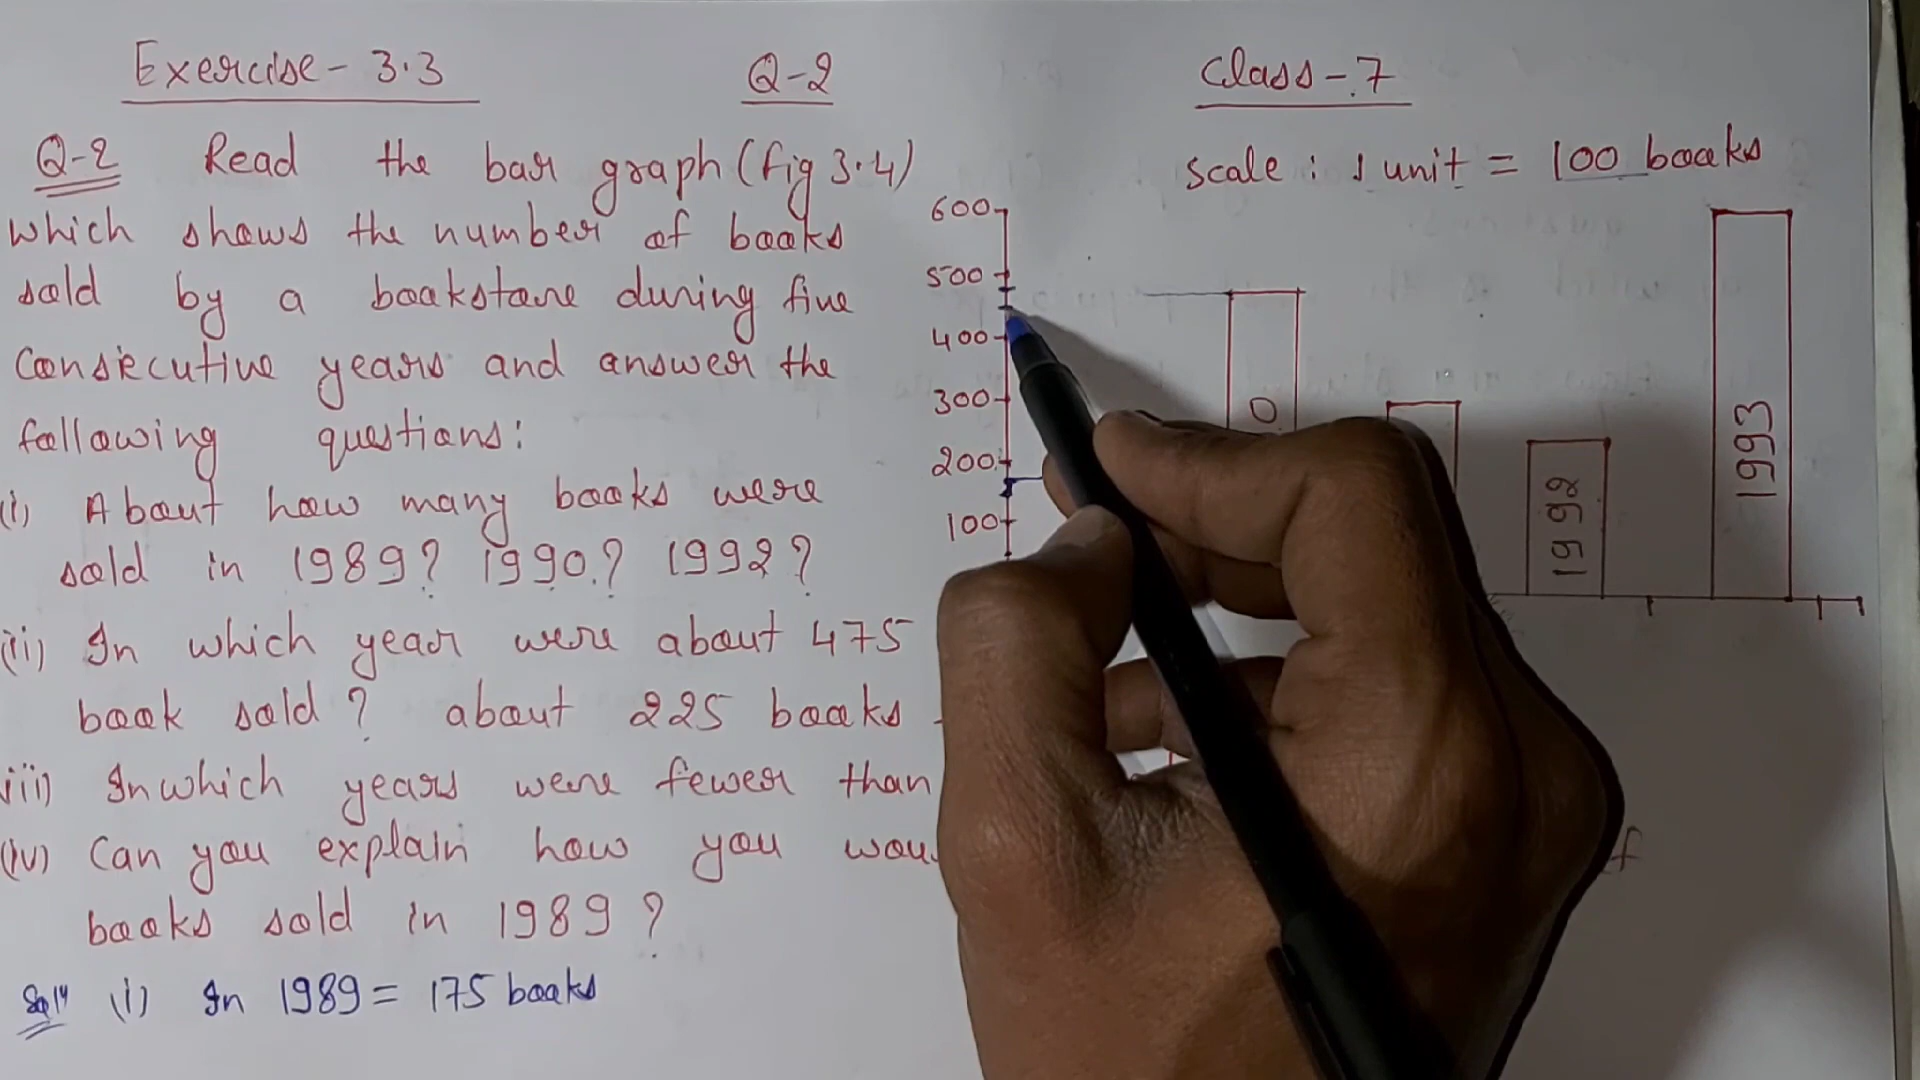 Exercise - 3.3
Q-2
Class - 7
Q-2 Read the bar graph (fig 3.4)
which shows the number of books
sold by a bookstore during five
Consecutive years and answer the
following questions:
(i) About how many books were
sold in 1989? 1990? 1992?
(ii) In which year were about 475
book sold? about 225 books
(iii) In which years were fewer than
(iv) Can you explain how you
books sold in 1989?
Solⁿ (i) In 1989 = 175 books
scale : 1 unit = 100 books
600
500
400
300
200
100
1992
1993